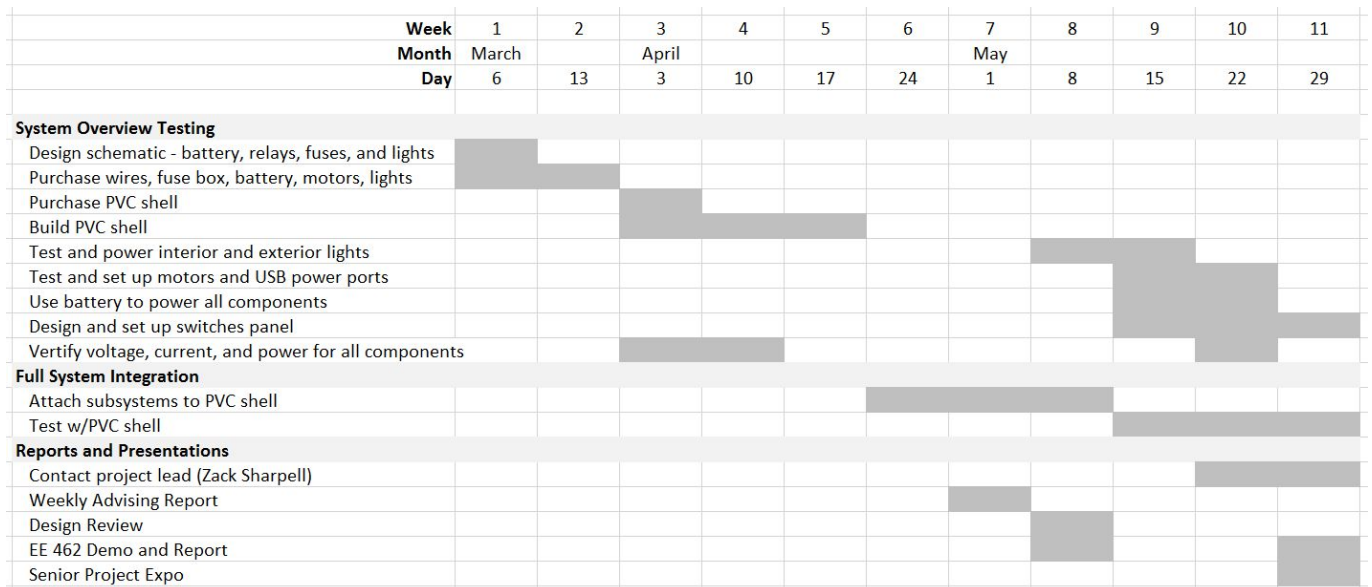 Week 1 2 3 4 5 6 7 8 9 10 11
Month March April May
Day 6 13 3 10 17 24 1 8 15 22 29
System Overview Testing
Design schematic - battery, relays, fuses, and lights
Purchase wires, fuse box, battery, motors, lights
Purchase PVC shell
Build PVC shell
Test and power interior and exterior lights
Test and set up motors and USB power ports
Use battery to power all components
Design and set up switches panel
Vertify voltage, current, and power for all components
Full System Integration
Attach subsystems to PVC shell
Test w/PVC shell
Reports and Presentations
Contact project lead (Zack Sharpell)
Weekly Advising Report
Design Review
EE 462 Demo and Report
Senior Project Expo